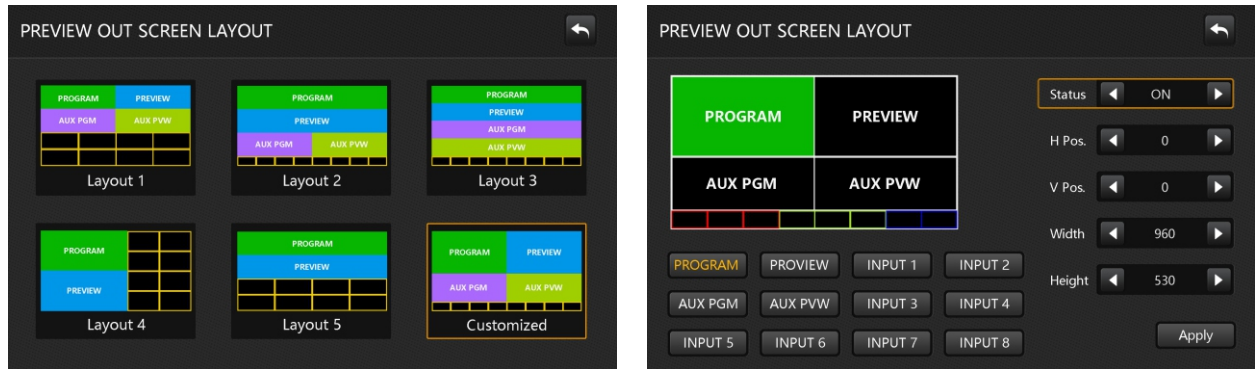 PREVIEW OUT SCREEN LAYOUT
PROGRAM PREVIEW
AUX PGM AUX PVW
Layout 1
PROGRAM
PREVIEW
AUX PGM AUX PVW
Layout 2
PROGRAM
PREVIEW
AUX PGM
AUX PVW
Layout 3
PROGRAM
PREVIEW
Layout 4
PROGRAM
PREVIEW
Layout 5
PROGRAM PREVIEW
AUX PGM AUX PVW
Customized
PREVIEW OUT SCREEN LAYOUT
PROGRAM PREVIEW
AUX PGM AUX PVW
PROGRAM PROVIEW INPUT 1 INPUT 2
AUX PGM AUX PVW INPUT 3 INPUT 4
INPUT 5 INPUT 6 INPUT 7 INPUT 8
Status ON
H Pos. 0
V Pos. 0
Width 960
Height 530
Apply